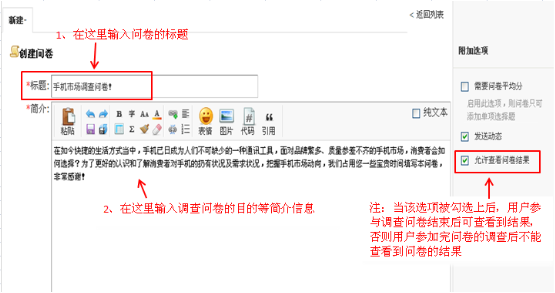 新建-
< 返回列表
1、在这里输入问卷的标题
创建问卷
*标题:
手机市场调查问卷!
*简介:
粘贴
B 字 AA A
表情 图片 代码 引用
纯文本
在如今快捷的生活方式当中，手机已日成为人们不可缺少的一种通讯工具，面对品牌繁多、质量参差不齐的手机市场，消费者会如
何选择？为了更好的认识和了解消费者对手机的拥有状况及需求状况，把握手机市场动向，我们占用您一些宝贵时间填写本问卷，
非常感谢!
2、在这里输入调查问卷的目的等简介信息
附加选项
需要问卷平均分
启用此选项，则问卷只可
添加单项选择题
发送动态
允许查看问卷结果
注：当该选项被勾选上后，用户参
与调查问卷结束后可查看到结果，
否则用户参加完问卷的调查后不能
查看到问卷的结果